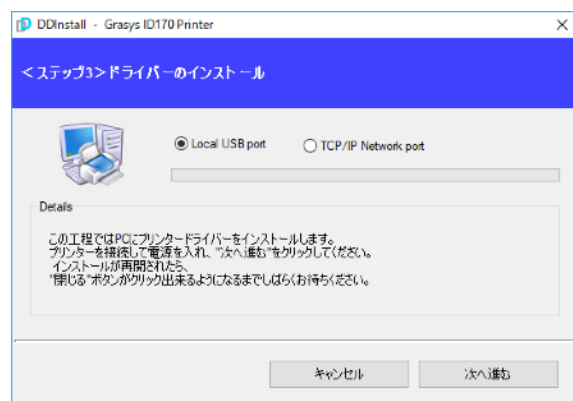 DDInstall - Grasys ID170 Printer
<ステップ3>ドライバーのインストール
Local USB port
TCP/IP Network port
Details
この工程ではPCにプリンタードライバーをインストールします。
プリンターを接続して電源を入れ、"次へ進む"をクリックしてください。
インストールが再開されたら、
"閉じる"ボタンがクリック出来るようになるまでしばらくお待ちください。
キャンセル
次へ進む